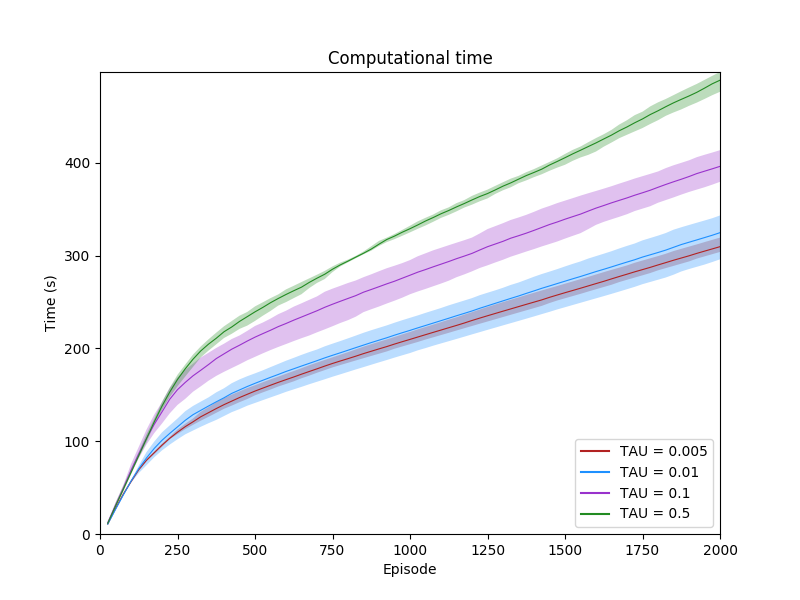 Computational time
Time (s)
400
300
200
100
0
0 250 500 750 1000 1250 1500 1750 2000
Episode
TAU = 0.005
TAU = 0.01
TAU = 0.1
TAU = 0.5